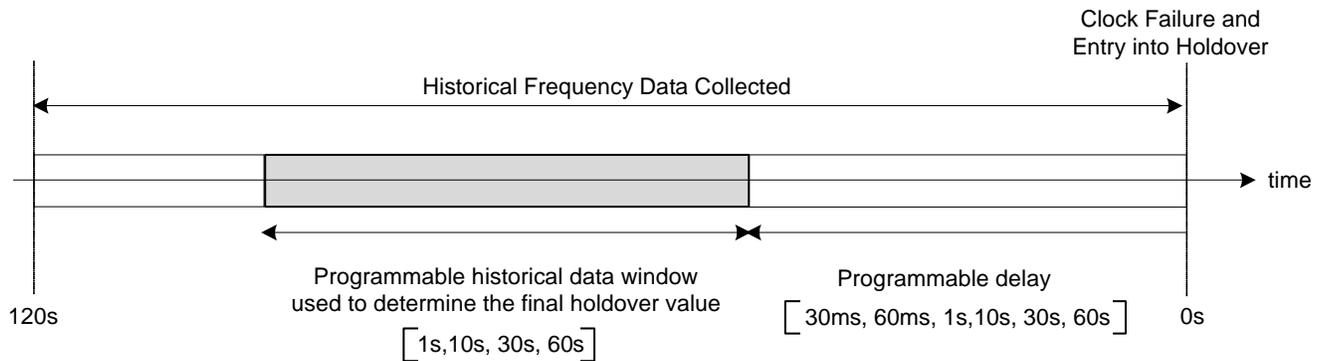 Clock Failure and
Entry into Holdover
Historical Frequency Data Collected
time
Programmable historical data window
used to determine the final holdover value
[1s,10s, 30s, 60s]
Programmable delay
[30ms, 60ms, 1s,10s, 30s, 60s]
120s
0s